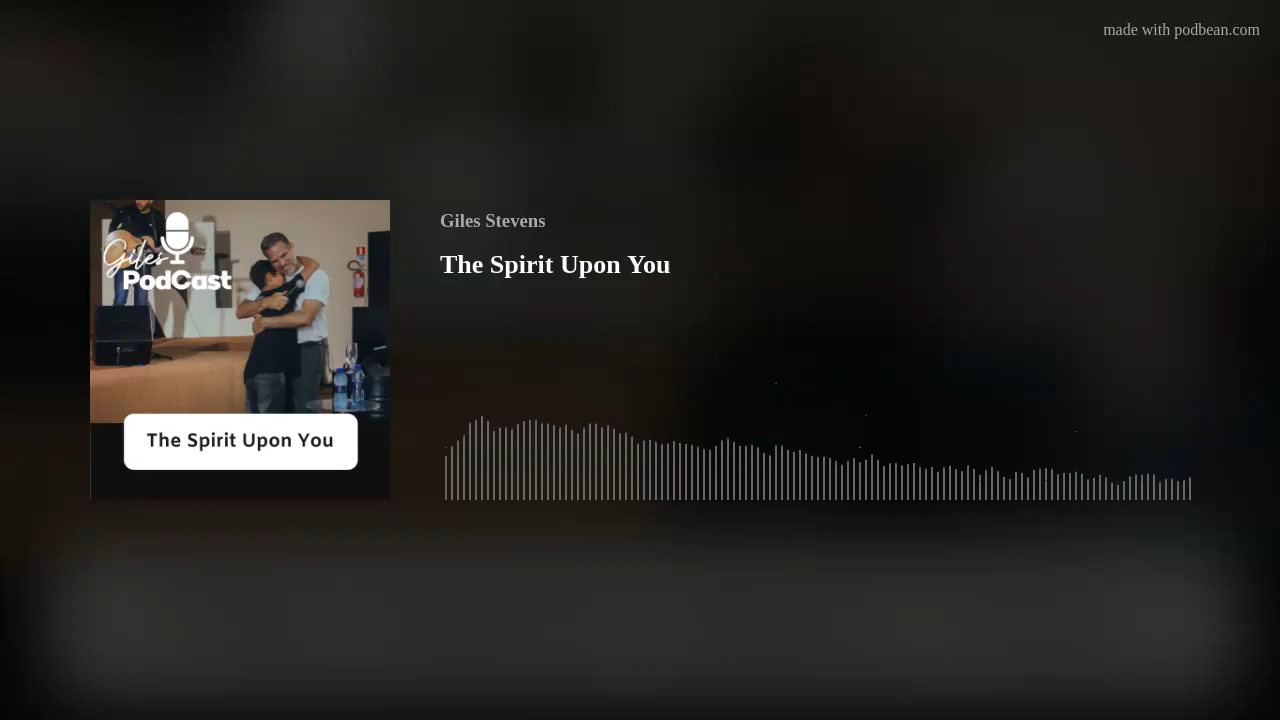 made with podbean.com
Giles Stevens
The Spirit Upon You
Giles
PodCast
The Spirit Upon You